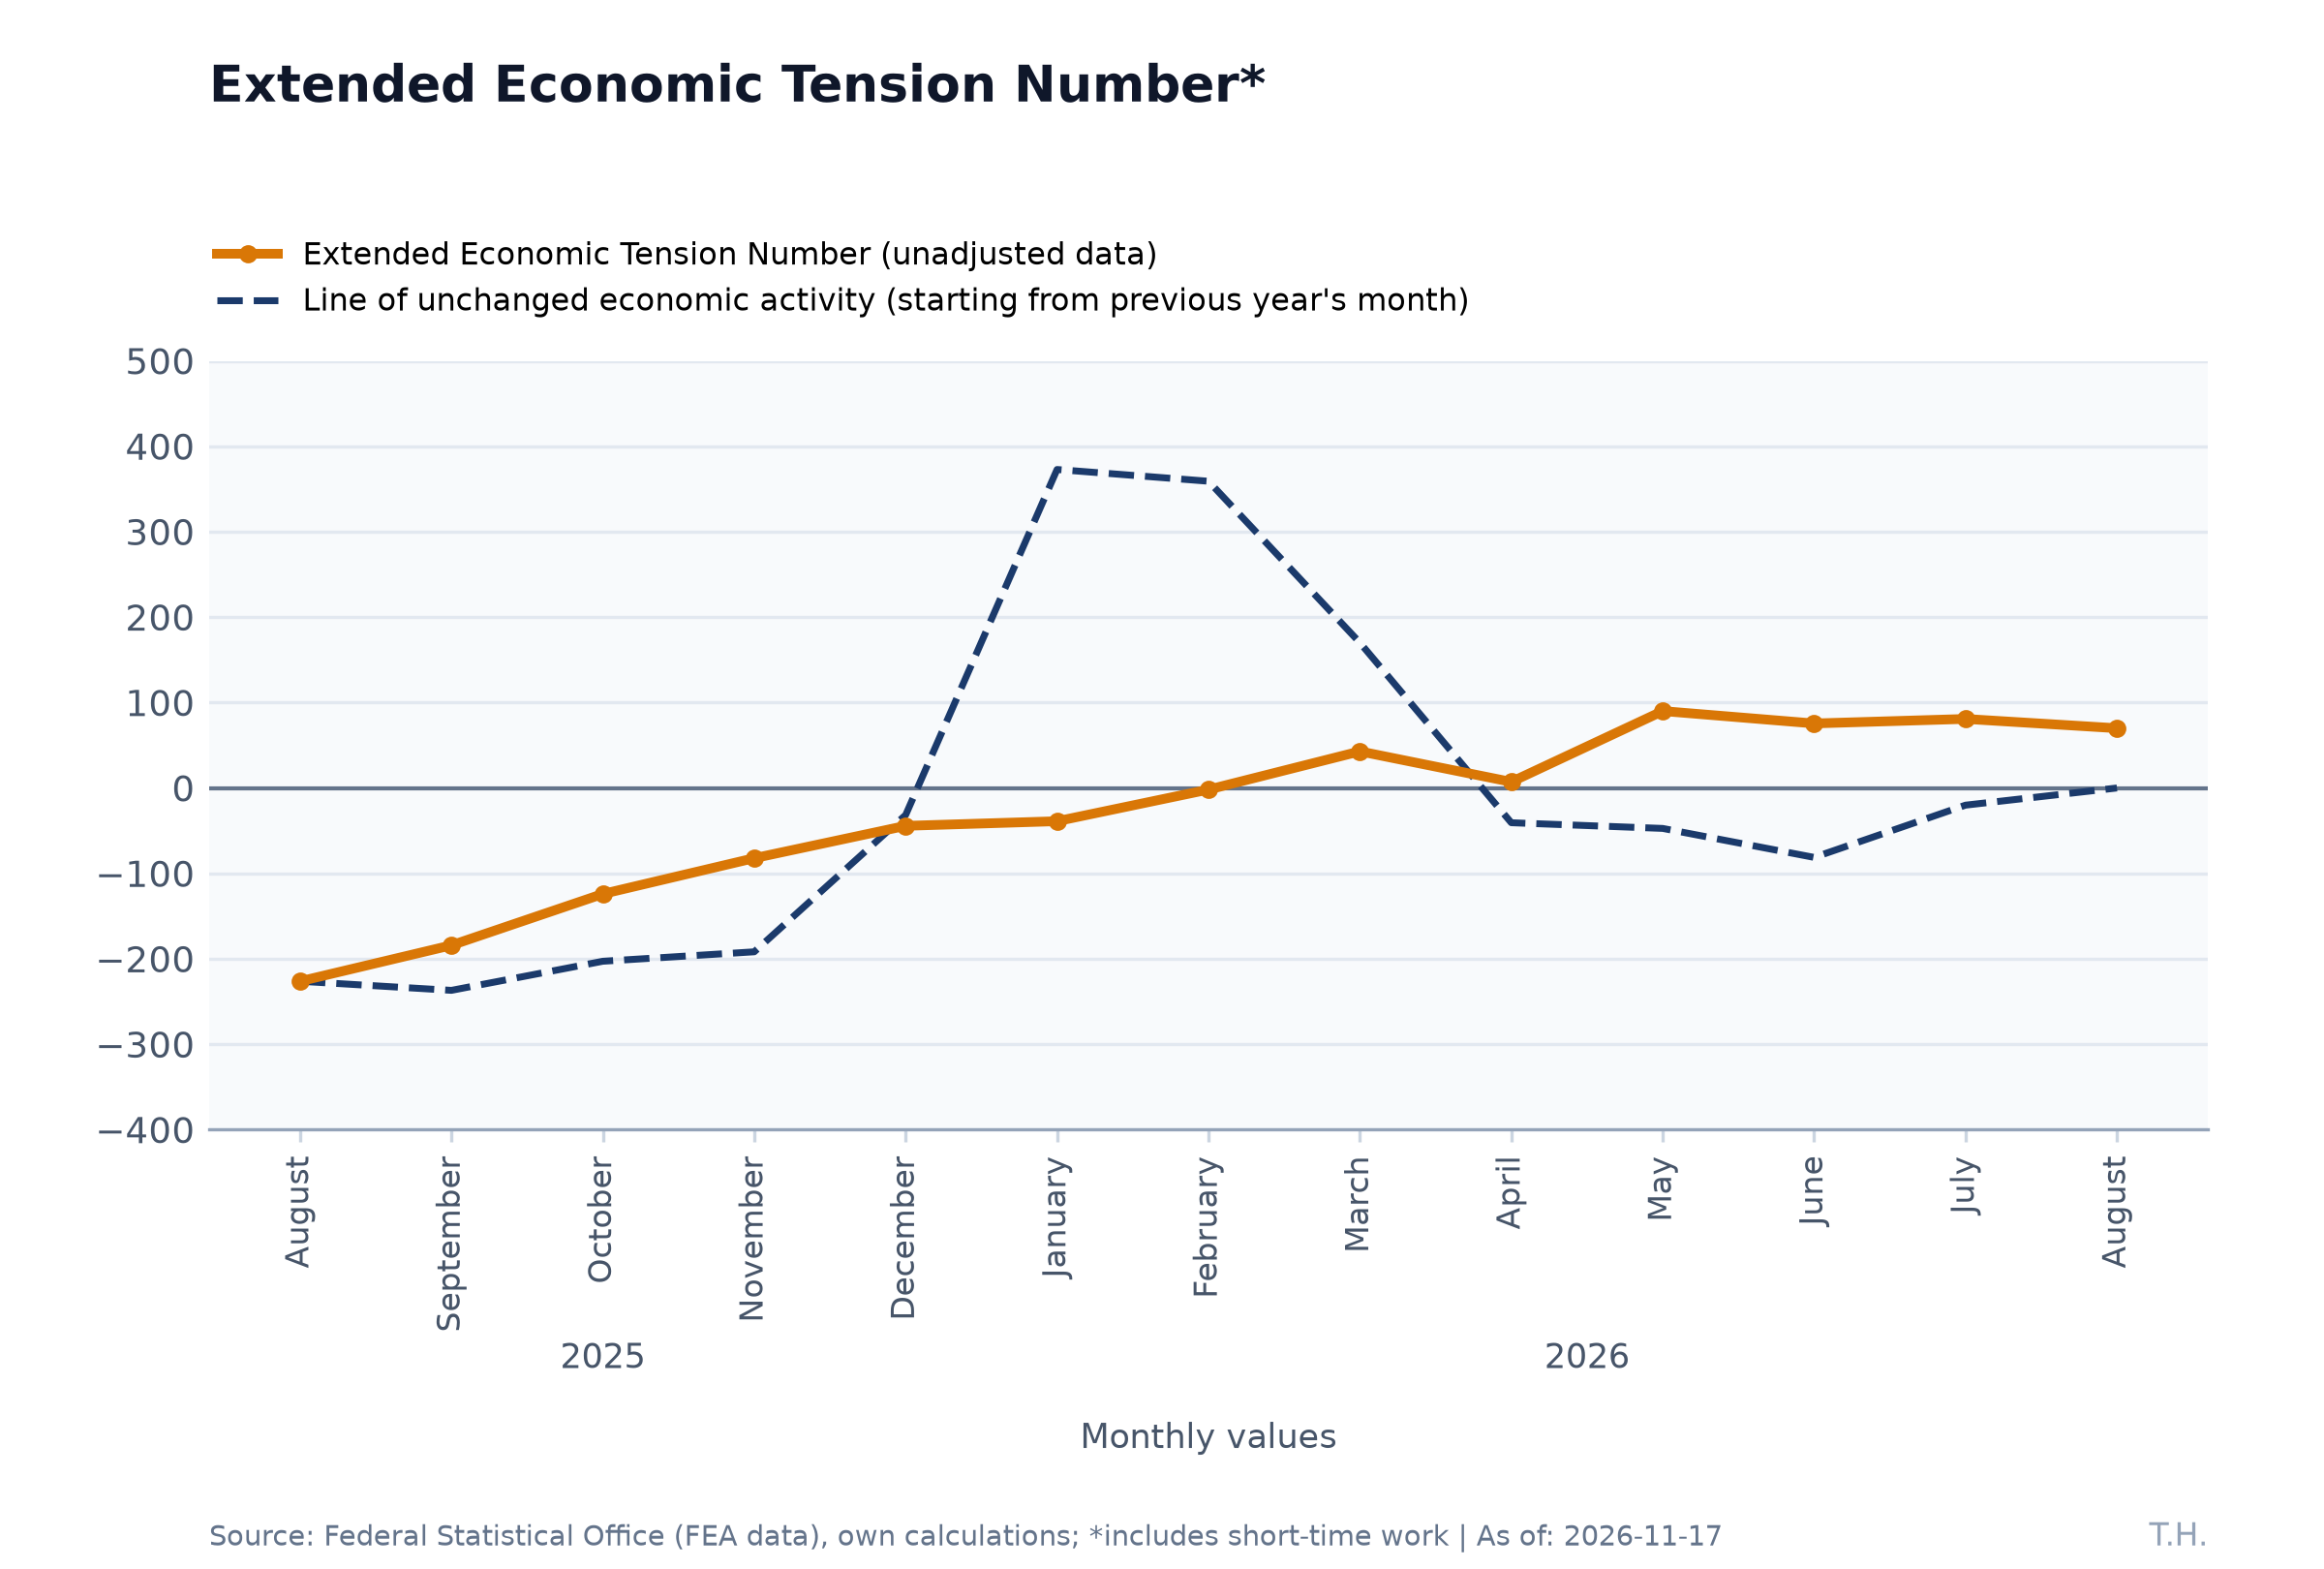 Extended Economic Tension Number*
Extended Economic Tension Number (unadjusted data)
Line of unchanged economic activity (starting from previous year's month)
500
400
300
200
100
0
−100
−200
−300
−400
August
September
October
November
December
January
February
March
April
May
June
July
August
2025
2026
Monthly values
Source: Federal Statistical Office (FEA data), own calculations; *includes short-time work | As of: 2026-11-17
T.H.